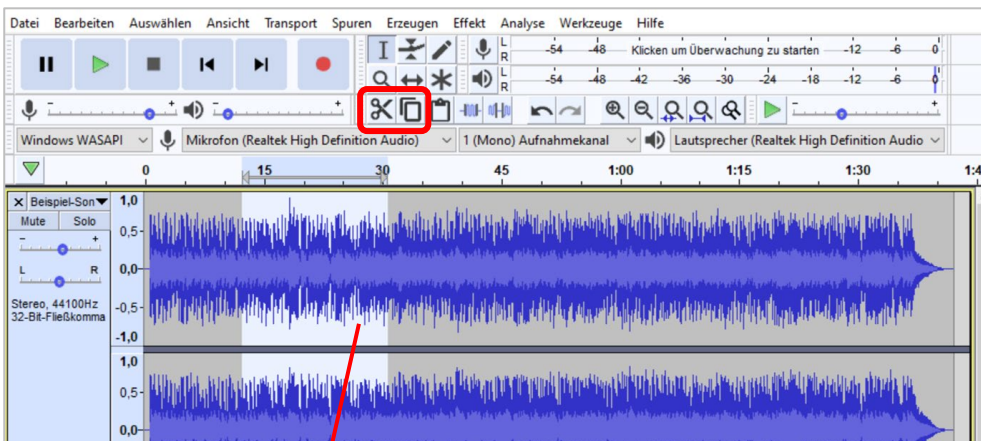 Datei Bearbeiten Auswählen Ansicht Transport Spuren Erzeugen Effekt Analyse Werkzeuge Hilfe
L R -54 -48 Klicken um Überwachung zu starten -12 -6 0
L R -54 -48 -42 -36 -30 -24 -18 -12 -6 0
- + - + - +
Windows WASAPI Mikrofon (Realtek High Definition Audio) 1 (Mono) Aufnahmekanal Lautsprecher (Realtek High Definition Audio
0 15 30 45 1:00 1:15 1:30 1:4
X Beispiel-Son 1,0
Mute Solo
0,5
- +
L R 0,0
Stereo, 44100Hz -0,5
32-Bit-Fließkomma
-1,0
1,0
0,5
0,0